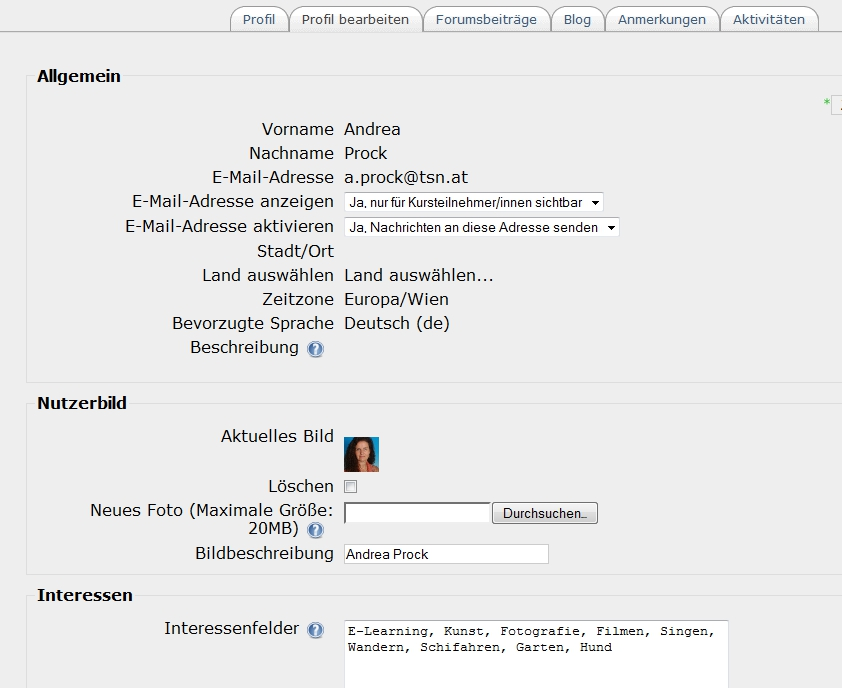 Profil Profil bearbeiten Forumsbeiträge Blog Anmerkungen Aktivitäten
Allgemein
*
Vorname Andrea
Nachname Prock
E-Mail-Adresse a.prock@tsn.at
E-Mail-Adresse anzeigen Ja, nur für Kursteilnehmer/innen sichtbar
E-Mail-Adresse aktivieren Ja, Nachrichten an diese Adresse senden
Stadt/Ort
Land auswählen Land auswählen...
Zeitzone Europa/Wien
Bevorzugte Sprache Deutsch (de)
Beschreibung ?
Nutzerbild
Aktuelles Bild
Löschen
Neues Foto (Maximale Größe: Durchsuchen...
20MB) ?
Bildbeschreibung Andrea Prock
Interessen
Interessenfelder ? E-Learning, Kunst, Fotografie, Filmen, Singen,
Wandern, Schifahren, Garten, Hund